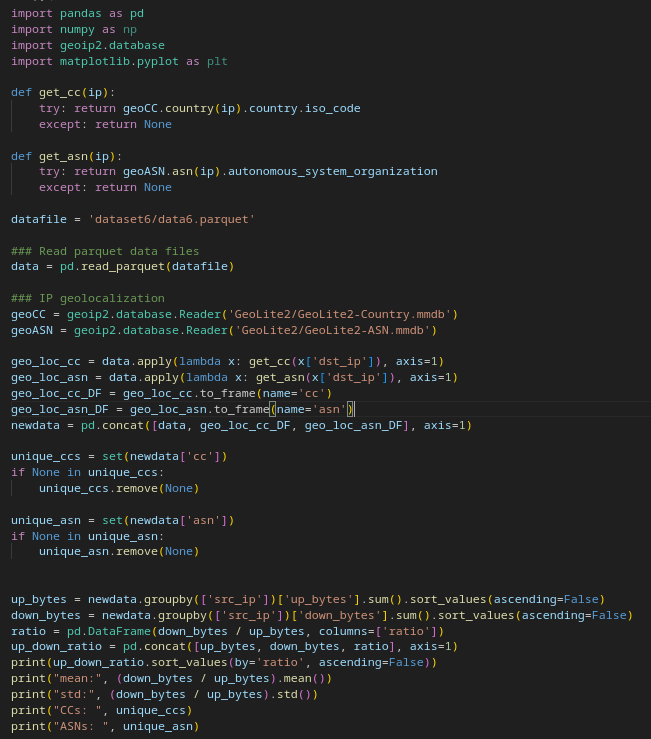 import pandas as pd
import numpy as np
import geoip2.database
import matplotlib.pyplot as plt
def get_cc(ip):
try: return geoCC.country(ip).country.iso_code
except: return None
def get_asn(ip):
try: return geoASN.asn(ip).autonomous_system_organization
except: return None
datafile = 'dataset6/data6.parquet'
### Read parquet data files
data = pd.read_parquet(datafile)
### IP geolocalization
geoCC = geoip2.database.Reader('GeoLite2/GeoLite2-Country.mmdb')
geoASN = geoip2.database.Reader('GeoLite2/GeoLite2-ASN.mmdb')
geo_loc_cc = data.apply(lambda x: get_cc(x['dst_ip']), axis=1)
geo_loc_asn = data.apply(lambda x: get_asn(x['dst_ip']), axis=1)
geo_loc_cc_DF = geo_loc_cc.to_frame(name='cc')
geo_loc_asn_DF = geo_loc_asn.to_frame(name='asn')
newdata = pd.concat([data, geo_loc_cc_DF, geo_loc_asn_DF], axis=1)
unique_ccs = set(newdata['cc'])
if None in unique_ccs:
unique_ccs.remove(None)
unique_asn = set(newdata['asn'])
if None in unique_asn:
unique_asn.remove(None)
up_bytes = newdata.groupby(['src_ip'])['up_bytes'].sum().sort_values(ascending=False)
down_bytes = newdata.groupby(['src_ip'])['down_bytes'].sum().sort_values(ascending=False)
ratio = pd.DataFrame(down_bytes / up_bytes, columns=['ratio'])
up_down_ratio = pd.concat([up_bytes, down_bytes, ratio], axis=1)
print(up_down_ratio.sort_values(by='ratio', ascending=False))
print("mean:", (down_bytes / up_bytes).mean())
print("std:", (down_bytes / up_bytes).std())
print("CCs: ", unique_ccs)
print("ASNs: ", unique_asn)